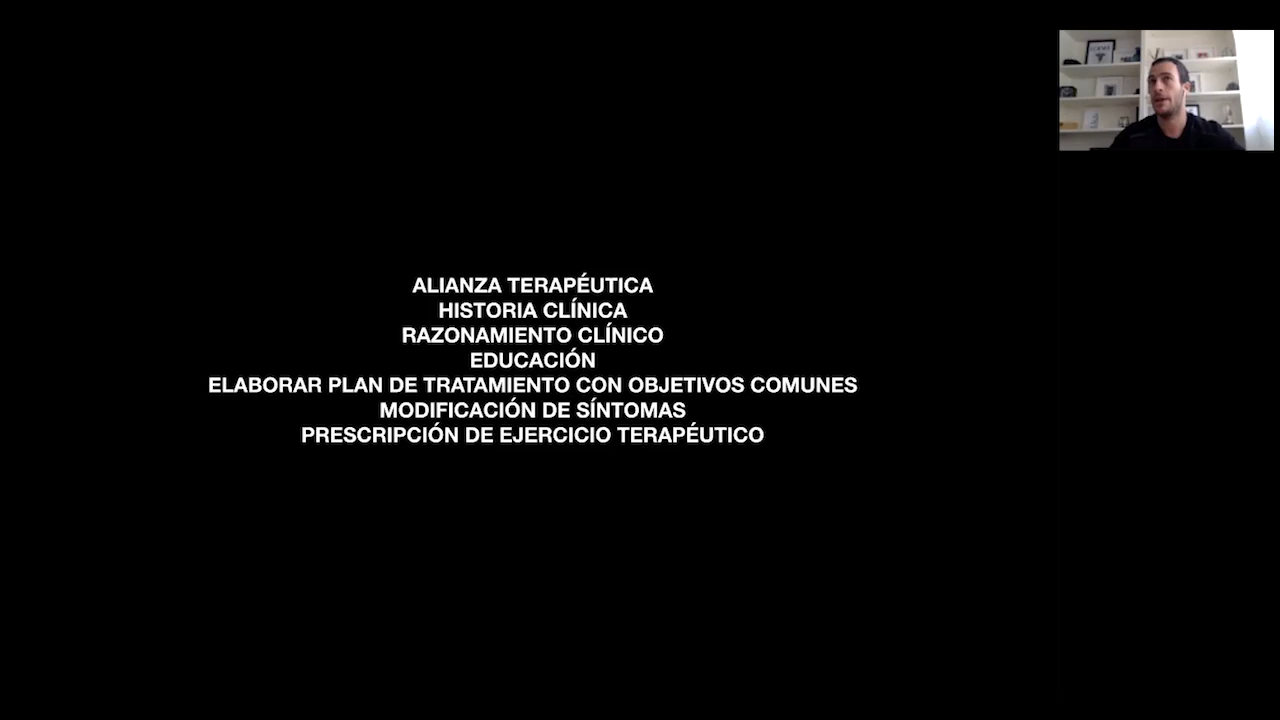 ALIANZA TERAPÉUTICA
HISTORIA CLÍNICA
RAZONAMIENTO CLÍNICO
EDUCACIÓN
ELABORAR PLAN DE TRATAMIENTO CON OBJETIVOS COMUNES
MODIFICACIÓN DE SÍNTOMAS
PRESCRIPCIÓN DE EJERCICIO TERAPÉUTICO